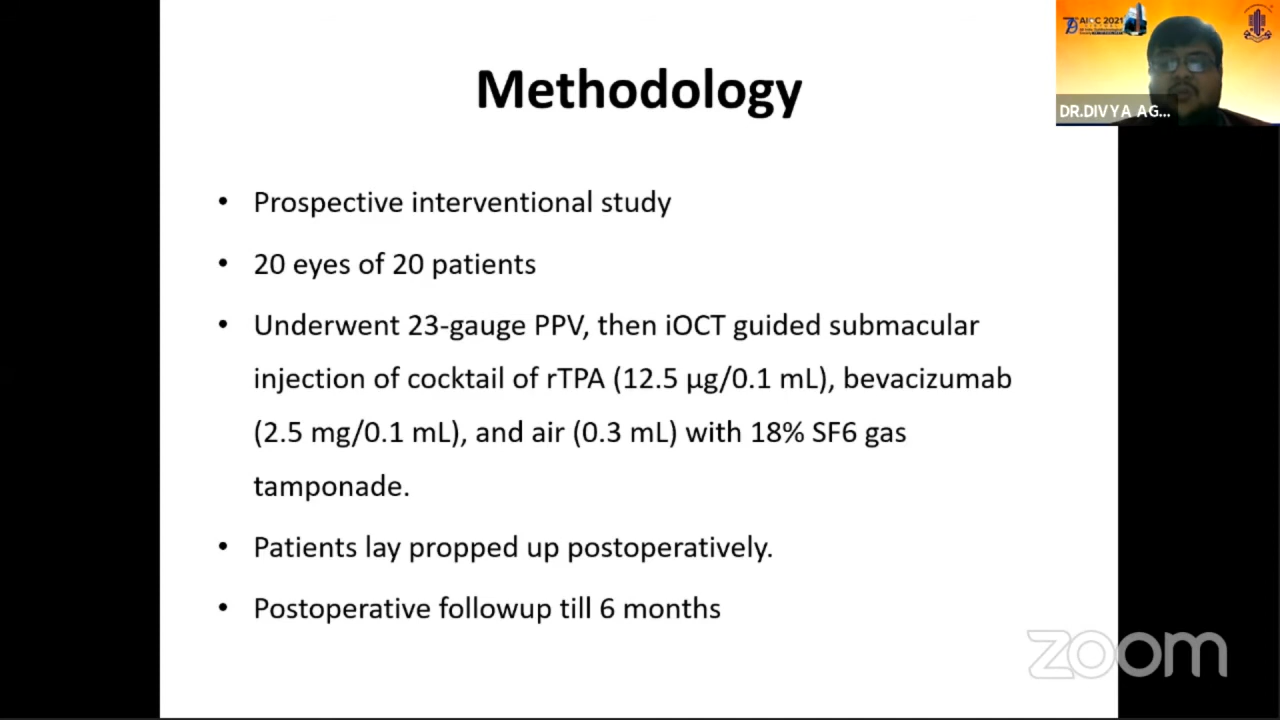 Methodology
• Prospective interventional study
• 20 eyes of 20 patients
• Underwent 23-gauge PPV, then iOCT guided submacular
injection of cocktail of rTPA (12.5 µg/0.1 mL), bevacizumab
(2.5 mg/0.1 mL), and air (0.3 mL) with 18% SF6 gas
tamponade.
• Patients lay propped up postoperatively.
• Postoperative followup till 6 months
AIOC 2021
DR.DIVYA AG...
zoom